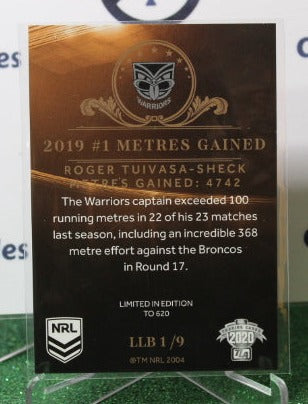 WARRIORS
2019 #1 METRES GAINED
ROGER TUIVASA-SHECK
METRES GAINED: 4742
The Warriors captain exceeded 100
running metres in 22 of his 23 matches
last season, including an incredible 368
metre effort against the Broncos
in Round 17.
LIMITED IN EDITION
TO 620
LLB 1/9
®TM NRL 2004
NRL
2020
TLA